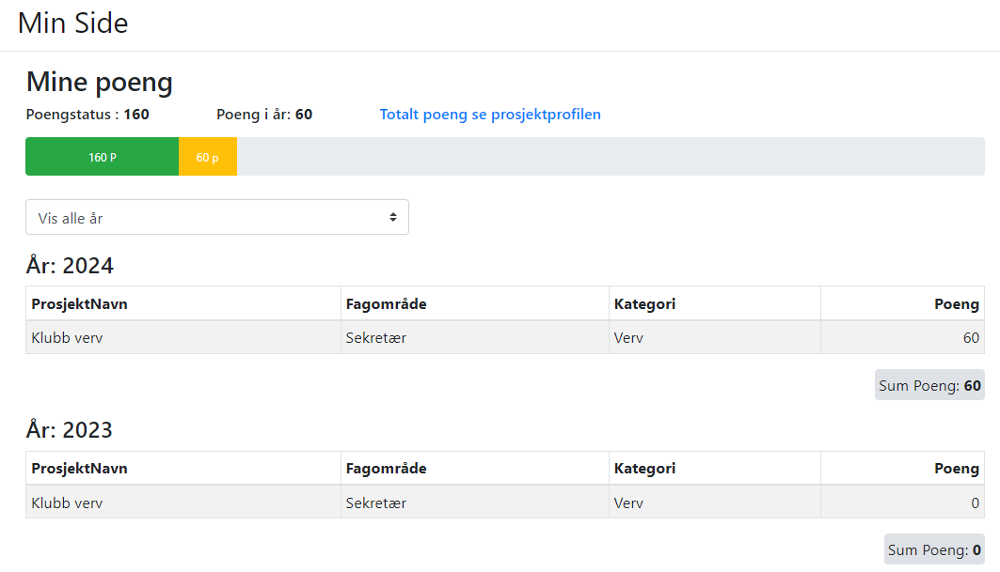 Min Side
Mine poeng
Poengstatus : 160 Poeng i år: 60 Totalt poeng se prosjektprofilen
160 P 60 p
Vis alle år
År: 2024
ProsjektNavn Fagområde Kategori Poeng
Klubb verv Sekretær Verv 60
Sum Poeng: 60
År: 2023
ProsjektNavn Fagområde Kategori Poeng
Klubb verv Sekretær Verv 0
Sum Poeng: 0